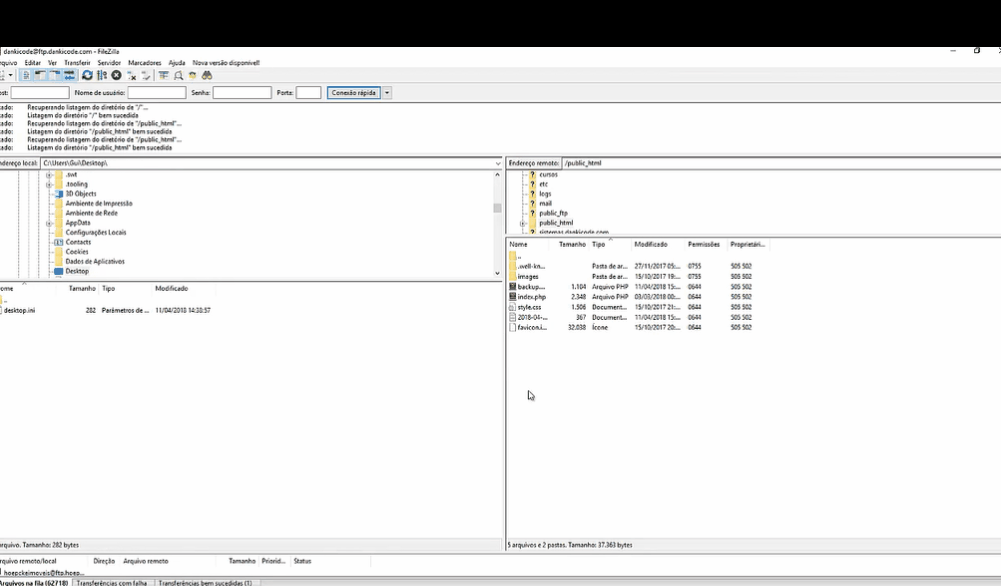 dankicode@ftp.dankicode.com - FileZilla
Editar Ver Transferir Servidor Marcadores Ajuda Nova versão disponível!
Nome de usuário: Senha: Porta: Conexão rápida
Recuperando listagem do diretório de "/"...
Listagem do diretório "/" bem sucedida
Recuperando listagem do diretório de "/public_html"...
Listagem do diretório "/public_html" bem sucedida
Recuperando listagem do diretório de "/public_html"...
Listagem do diretório "/public_html" bem sucedida
ndereço local: C:\Users\Gui\Desktop\
.swt
.tooling
3D Objects
Ambiente de Impressão
Ambiente de Rede
AppData
Configurações Locais
Contacts
Cookies
Dados de Aplicativos
Desktop
ome Tamanho Tipo Modificado
..
desktop.ini 282 Parâmetros de ... 11/04/2018 14:38:57
rquivo. Tamanho: 282 bytes
Endereço remoto: /public_html
cursos
etc
logs
mail
public_ftp
public_html
sistemas.dankicode.com
Nome Tamanho Tipo Modificado Permissões Proprietári...
..
.well-kn... Pasta de ar... 27/11/2017 05:... 0755 505 502
images Pasta de ar... 15/10/2017 19:... 0755 505 502
backup.... 1.104 Arquivo PHP 11/04/2018 15:... 0644 505 502
index.php 2.348 Arquivo PHP 03/03/2018 00:... 0644 505 502
style.css 1.506 Document... 15/10/2017 21:... 0644 505 502
2018-04-... 367 Document... 11/04/2018 15:... 0644 505 502
favicon.i... 32.038 Ícone 15/10/2017 20:... 0644 505 502
5 arquivos e 2 pastas. Tamanho: 37.363 bytes
rquivo remoto/local Direção Arquivo remoto Tamanho Priorid... Status
hoepckeimoveis@ftp.hoep...
Arquivos na fila (62718) Transferências com falha Transferências bem sucedidas (1)